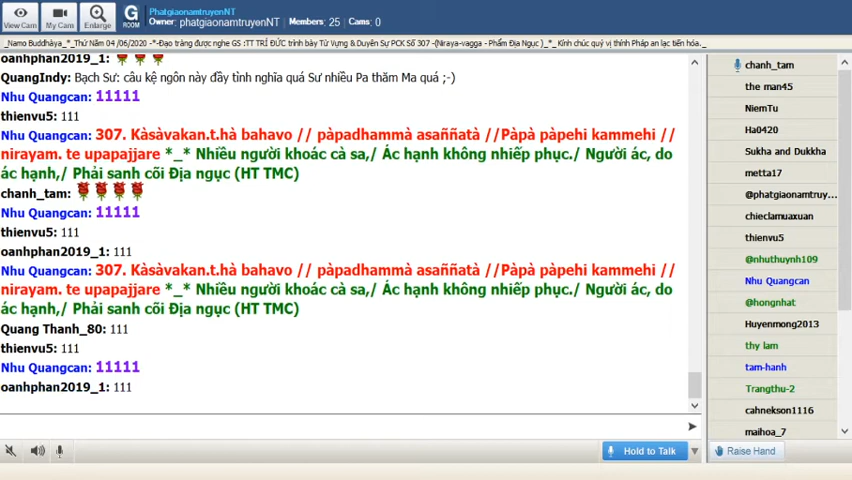 View Cam
My Cam
Enlarge
G
ROOM
PhatgiaonamtruyenNT
Owner: phatgiaonamtruyenNT Members: 25 Cams: 0
_Namo Buddhàya_*_Thứ Năm 04 /06/2020 -*-Đạo tràng được nghe GS :TT TRÍ ĐỨC trình bày Từ Vựng & Duyên Sự PCK Số 307 -(Niraya-vagga - Phẩm Địa Ngục )_*_ Kính chúc quý vị thính Pháp an lạc tiến hóa._
oanhphan2019_1:
QuangIndy: Bạch Sư: câu kệ ngôn này đầy tình nghĩa quá Sư nhiều Pa thăm Ma quá ;-)
Nhu Quangcan: 11111
thienvu5: 111
Nhu Quangcan: 307. Kàsàvakan.t.hà bahavo // pàpadhammà asaññatà //Pàpà pàpehi kammehi //
nirayam. te upapajjare *_* Nhiều người khoác cà sa,/ Ác hạnh không nhiếp phục./ Người ác, do
ác hạnh,/ Phải sanh cõi Địa ngục (HT TMC)
chanh_tam:
Nhu Quangcan: 11111
thienvu5: 111
oanhphan2019_1: 111
Nhu Quangcan: 307. Kàsàvakan.t.hà bahavo // pàpadhammà asaññatà //Pàpà pàpehi kammehi //
nirayam. te upapajjare *_* Nhiều người khoác cà sa,/ Ác hạnh không nhiếp phục./ Người ác, do
ác hạnh,/ Phải sanh cõi Địa ngục (HT TMC)
Quang Thanh_80: 111
thienvu5: 111
Nhu Quangcan: 11111
oanhphan2019_1: 111
Hold to Talk
chanh_tam
the man45
NiemTu
Ha0420
Sukha and Dukkha
metta17
@phatgiaonamtruy...
chieclamuaxuan
thienvu5
@nhuthuynh109
Nhu Quangcan
@hongnhat
Huyenmong2013
thy lam
tam-hanh
Trangthu-2
cahnekson1116
maihoa_7
Raise Hand